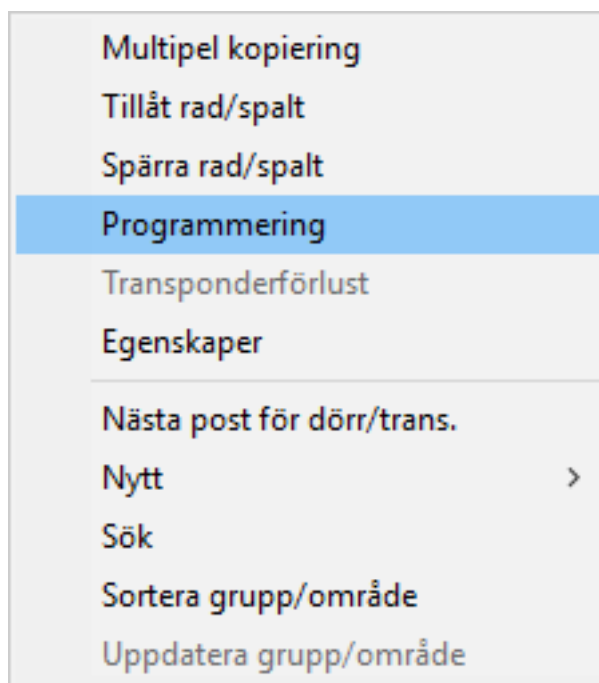 Multipel kopiering
Tillåt rad/spalt
Spärra rad/spalt
Programmering
Transponderförlust
Egenskaper
Nästa post för dörr/trans.
Nytt
Sök
Sortera grupp/område
Uppdatera grupp/område